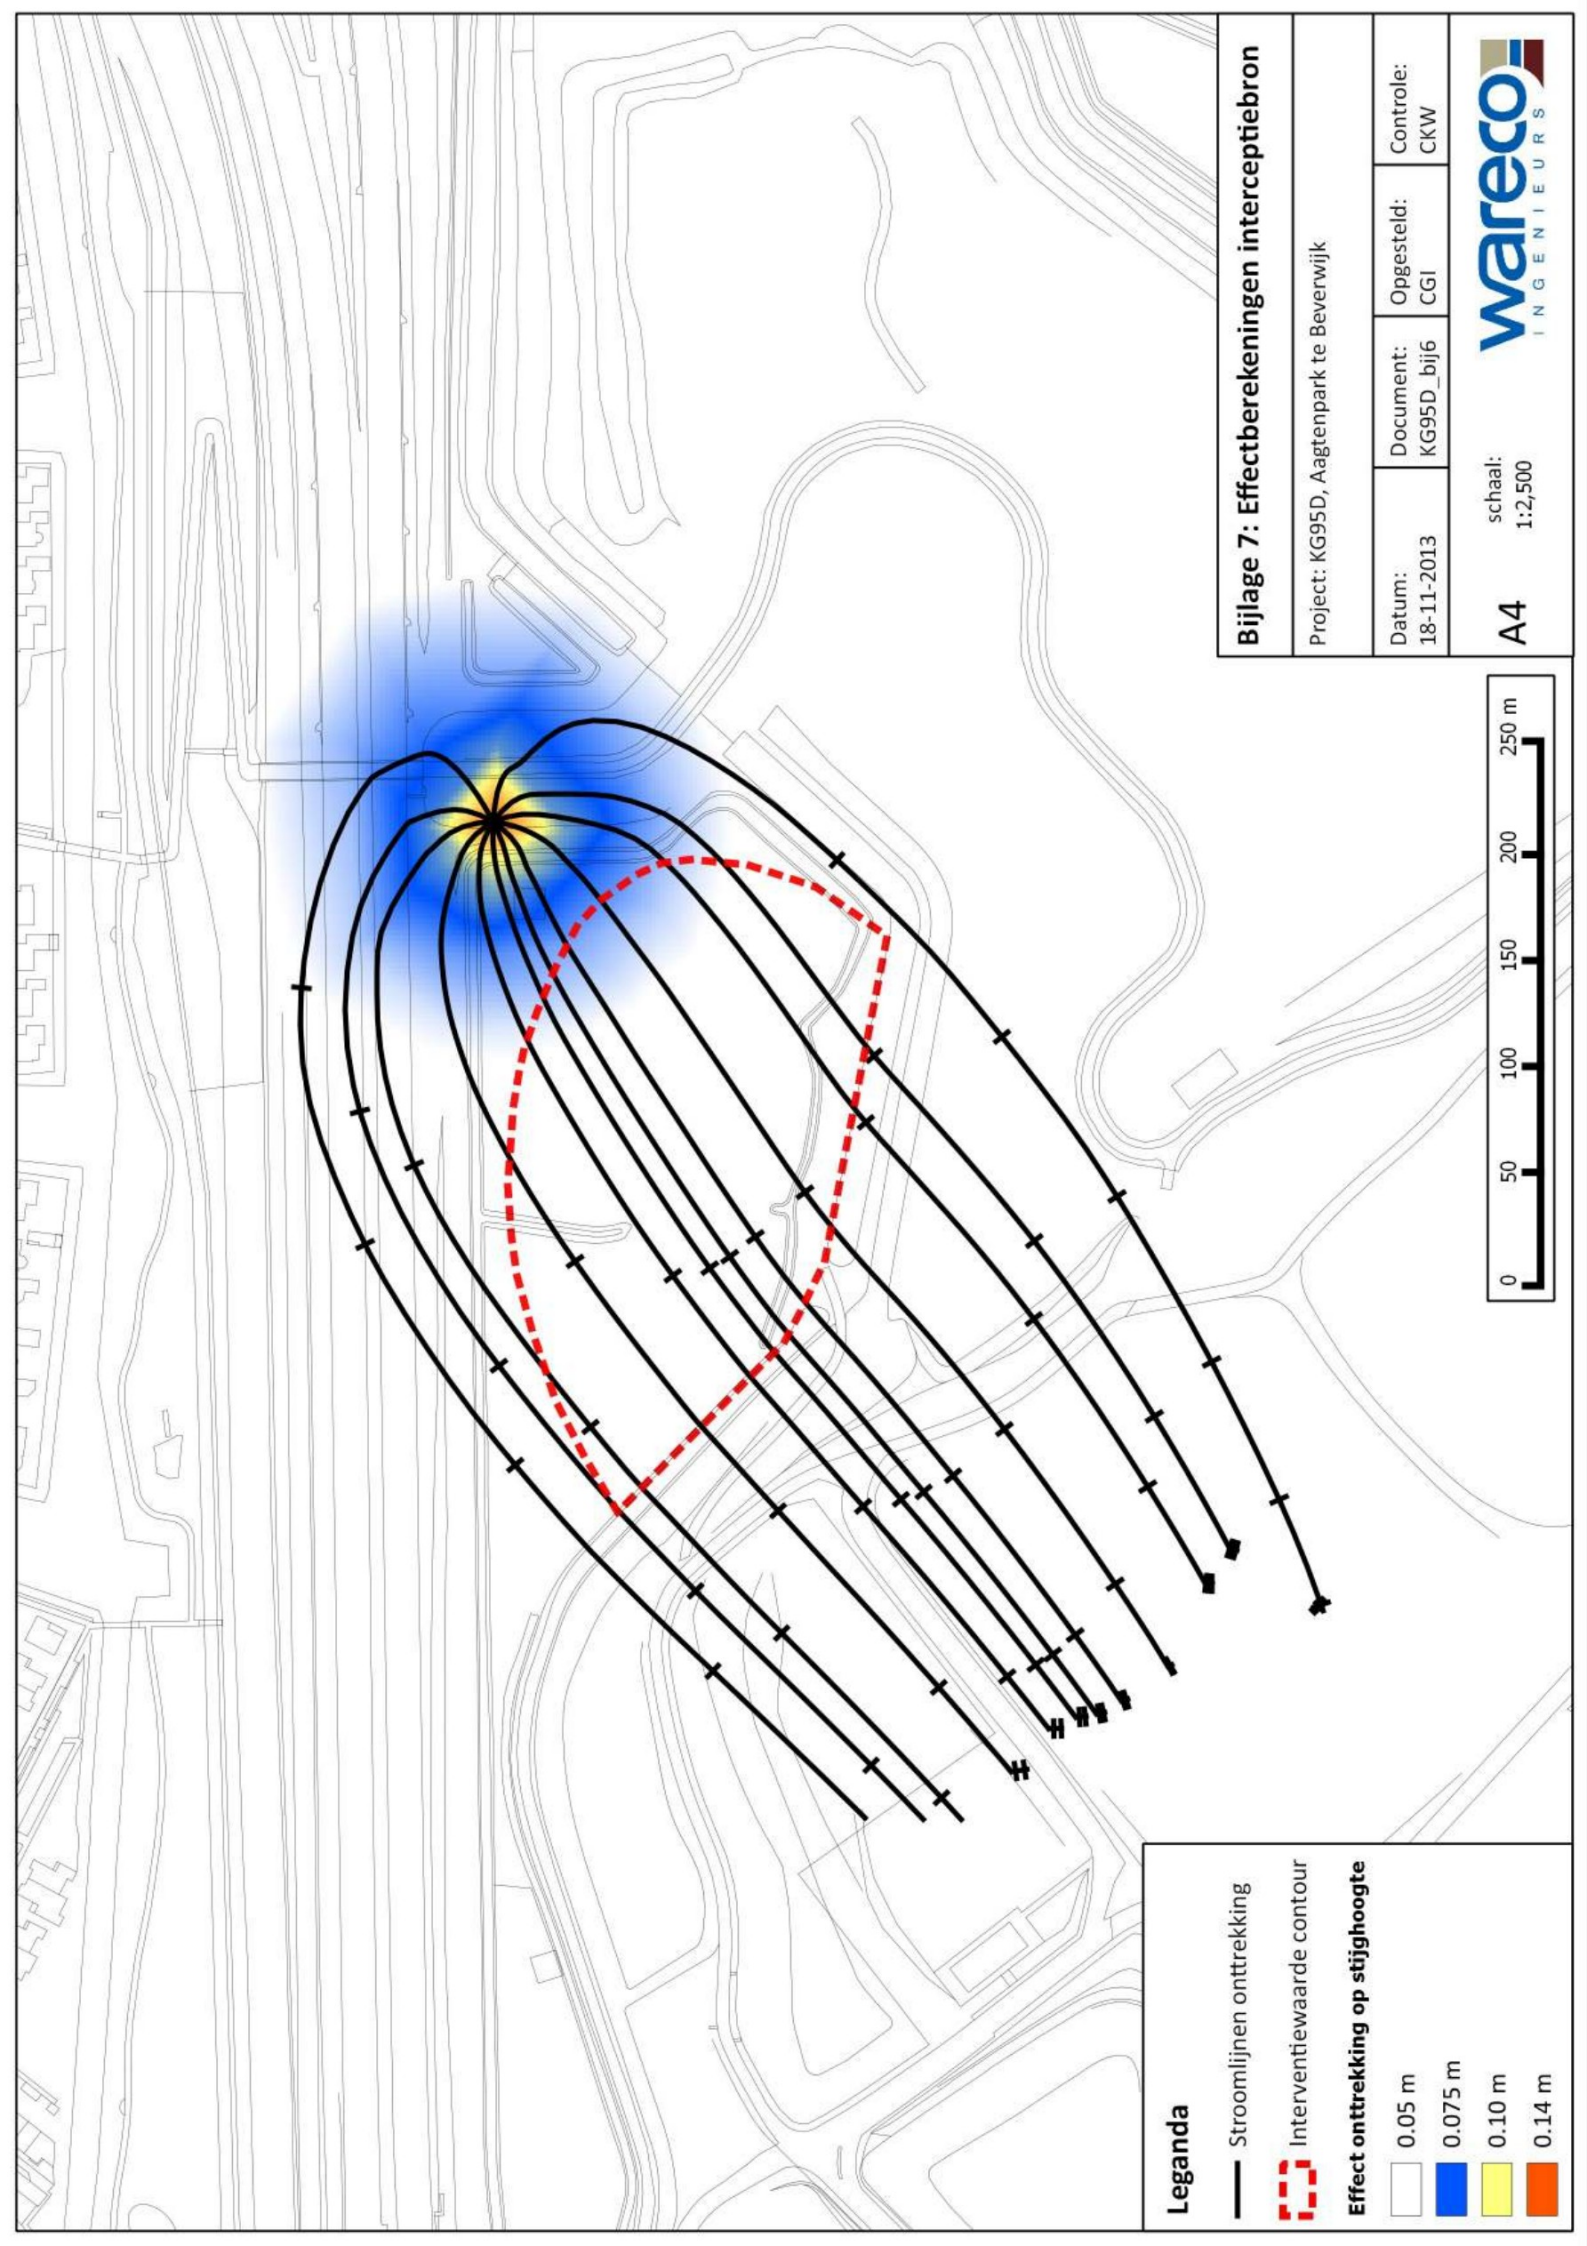 Leganda
Stroomlijnen onttrekking
Interventiewaarde contour
Effect onttrekking op stijghoogte
0.05 m
0.075 m
0.10 m
0.14 m
0 50 100 150 200 250 m
Bijlage 7: Effectberekeningen interceptiebron
Project: KG95D, Aagtenpark te Beverwijk
Datum:
18-11-2013
Document:
KG95D_bij6
Opgesteld:
CGI
Controle:
CKW
A4
schaal:
1:2,500
wareco
INGENIEURS